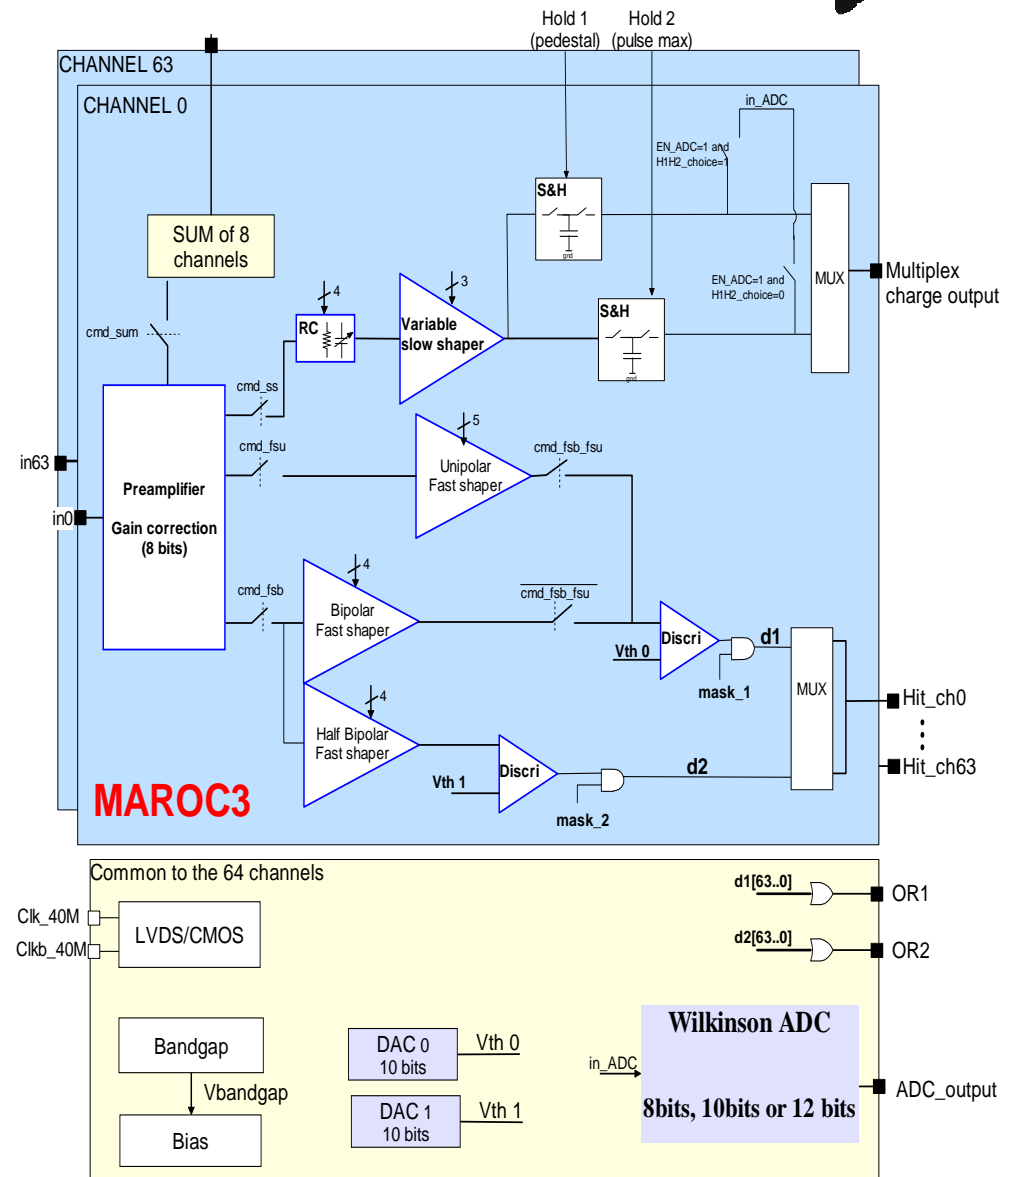 Hold 1
(pedestal)
Hold 2
(pulse max)
CHANNEL 63
CHANNEL 0
in_ADC
EN_ADC=1 and
H1H2_choice=1
S&H
gnd
SUM of 8
channels
EN_ADC=1 and
H1H2_choice=0
MUX
Multiplex
charge output
4
3
cmd_sum
RC
Variable
slow shaper
S&H
gnd
cmd_ss
5
cmd_fsu
cmd_fsb_fsu
in63
Unipolar
Fast shaper
Preamplifier
Gain correction
(8 bits)
in0
4
cmd_fsb
cmd_fsb_fsu
Bipolar
Fast shaper
Discri
d1
Vth 0
mask_1
MUX
4
Hit_ch0
Half Bipolar
Fast shaper
Discri
d2
Hit_ch63
Vth 1
mask_2
MAROC3
Common to the 64 channels
d1[63..0]
OR1
Clk_40M
Clkb_40M
LVDS/CMOS
d2[63..0]
OR2
Bandgap
Vbandgap
Bias
DAC 0
10 bits
Vth 0
DAC 1
10 bits
Vth 1
in_ADC
Wilkinson ADC
8bits, 10bits or 12 bits
ADC_output